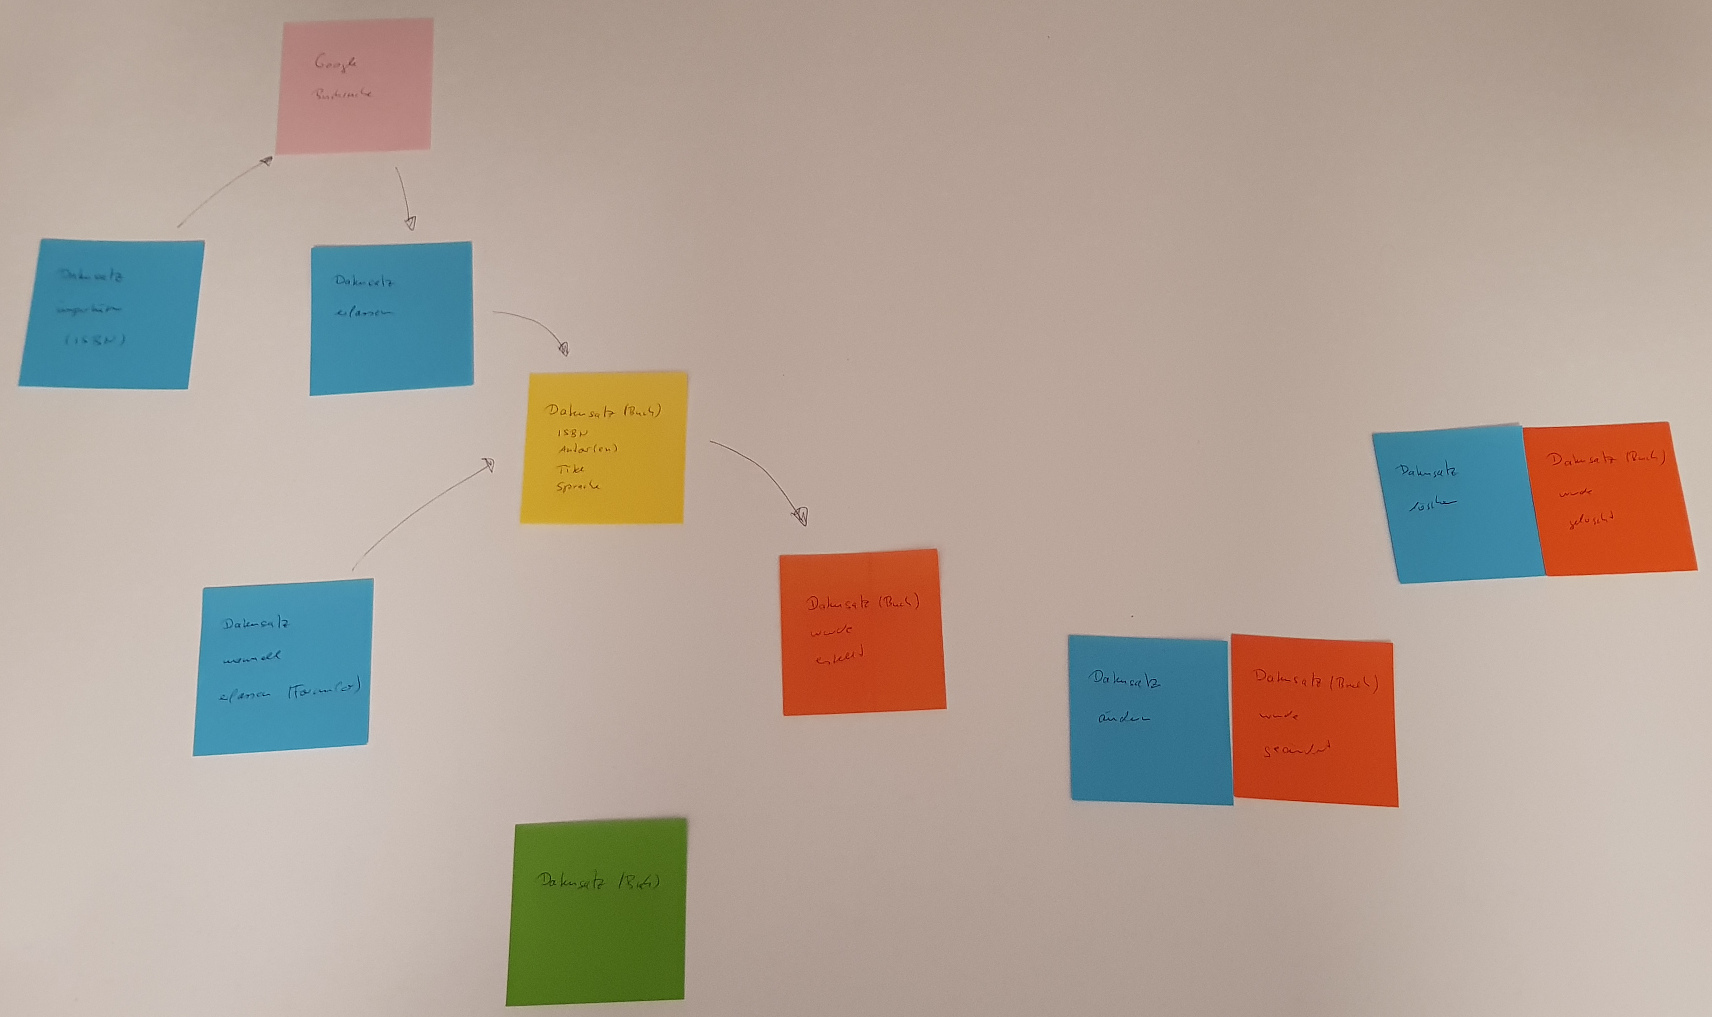 Google
Buchsuche
Datensatz
importieren
(ISBN)
Datensatz
erfassen
Datensatz (Buch)
ISBN
Autor(en)
Titel
Sprache
Datensatz
manuell
erfassen (Formular)
Datensatz (Buch)
wurde
erstellt
Datensatz
ändern
Datensatz (Buch)
wurde
geändert
Datensatz
löschen
Datensatz (Buch)
wurde
gelöscht
Datensatz (Buch)